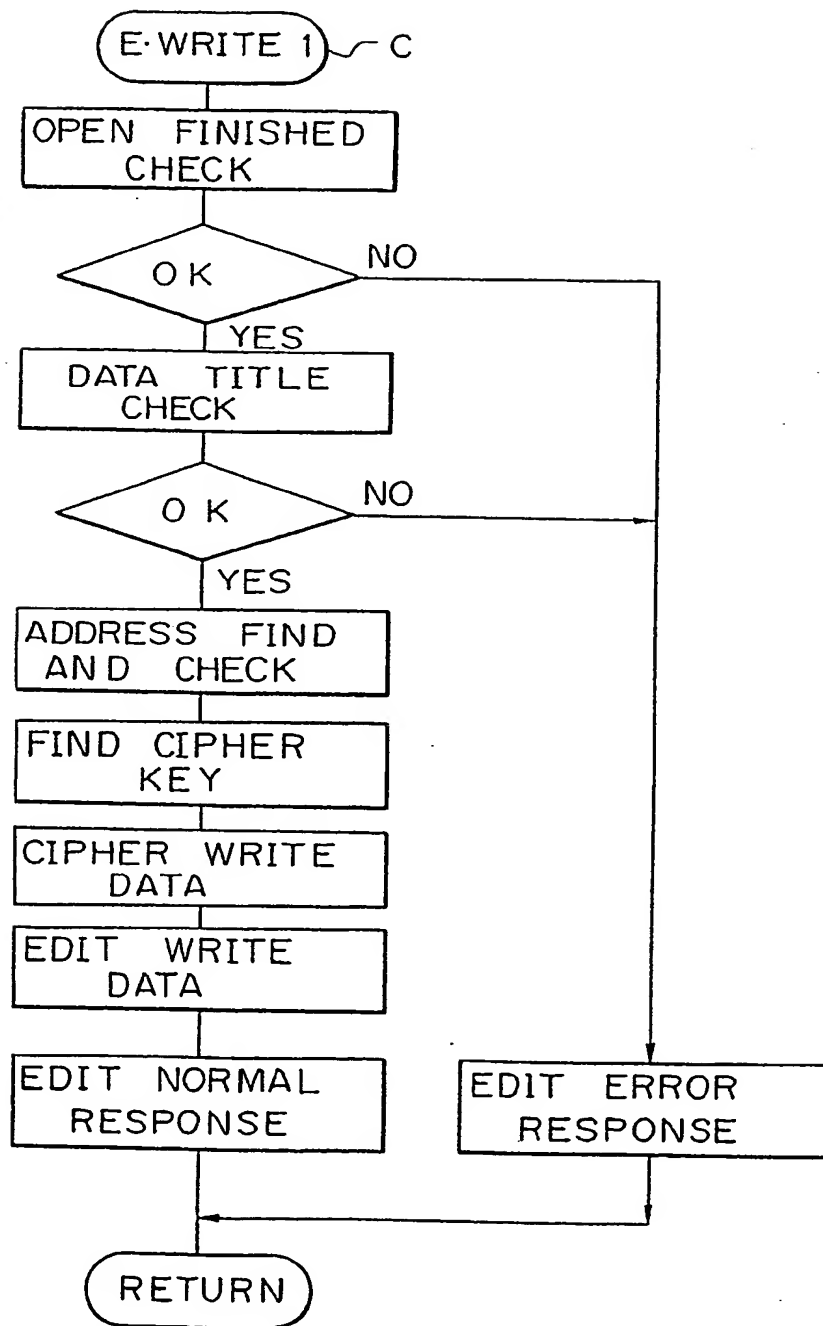 E·WRITE 1
C
OPEN FINISHED
CHECK
OK
NO
YES
DATA TITLE
CHECK
OK
NO
YES
ADDRESS FIND
AND CHECK
FIND CIPHER
KEY
CIPHER WRITE
DATA
EDIT WRITE
DATA
EDIT NORMAL
RESPONSE
EDIT ERROR
RESPONSE
RETURN